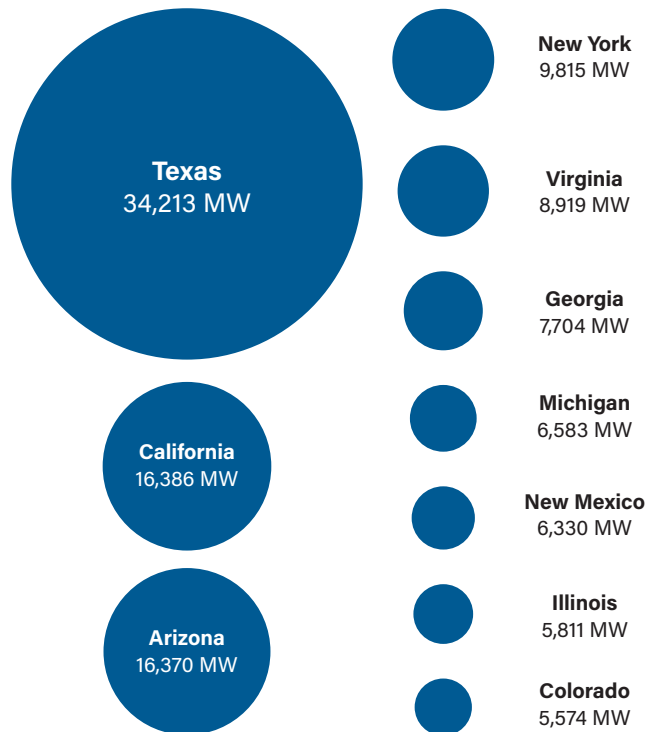 Texas
34,213 MW
California
16,386 MW
Arizona
16,370 MW
New York
9,815 MW
Virginia
8,919 MW
Georgia
7,704 MW
Michigan
6,583 MW
New Mexico
6,330 MW
Illinois
5,811 MW
Colorado
5,574 MW